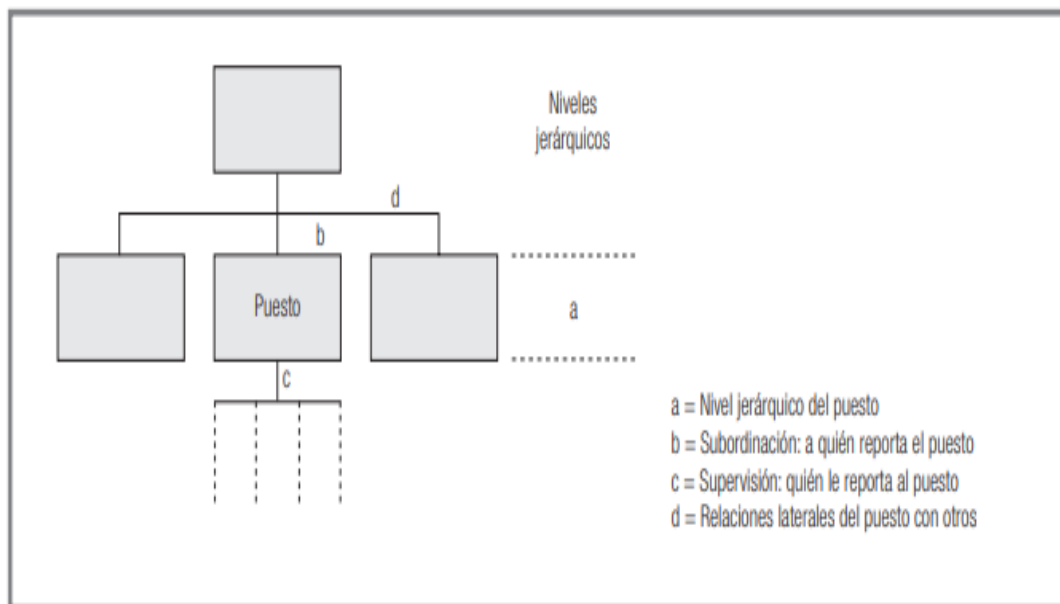 Niveles
jerárquicos
d
b
Puesto
a
c
a = Nivel jerárquico del puesto
b = Subordinación: a quién reporta el puesto
c = Supervisión: quién le reporta al puesto
d = Relaciones laterales del puesto con otros